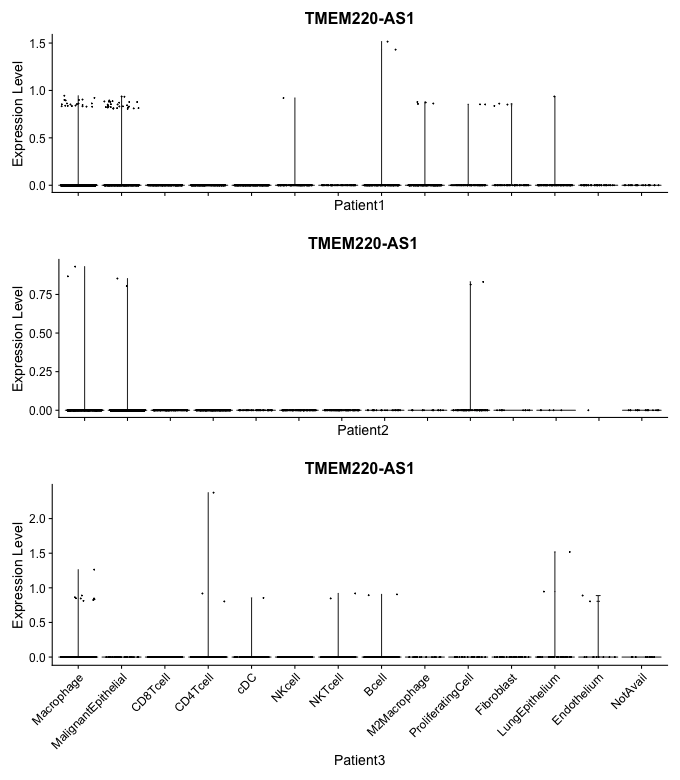 TMEM220-AS1
Expression Level
1.5
1.0
0.5
0.0
Patient1
TMEM220-AS1
Expression Level
0.75
0.50
0.25
0.00
Patient2
TMEM220-AS1
Expression Level
2.0
1.5
1.0
0.5
0.0
Macrophage
MalignantEpithelial
CD8Tcell
CD4Tcell
cDC
NKcell
NKTcell
Bcell
M2Macrophage
ProliferatingCell
Fibroblast
LungEpithelium
Endothelium
NotAvail
Patient3